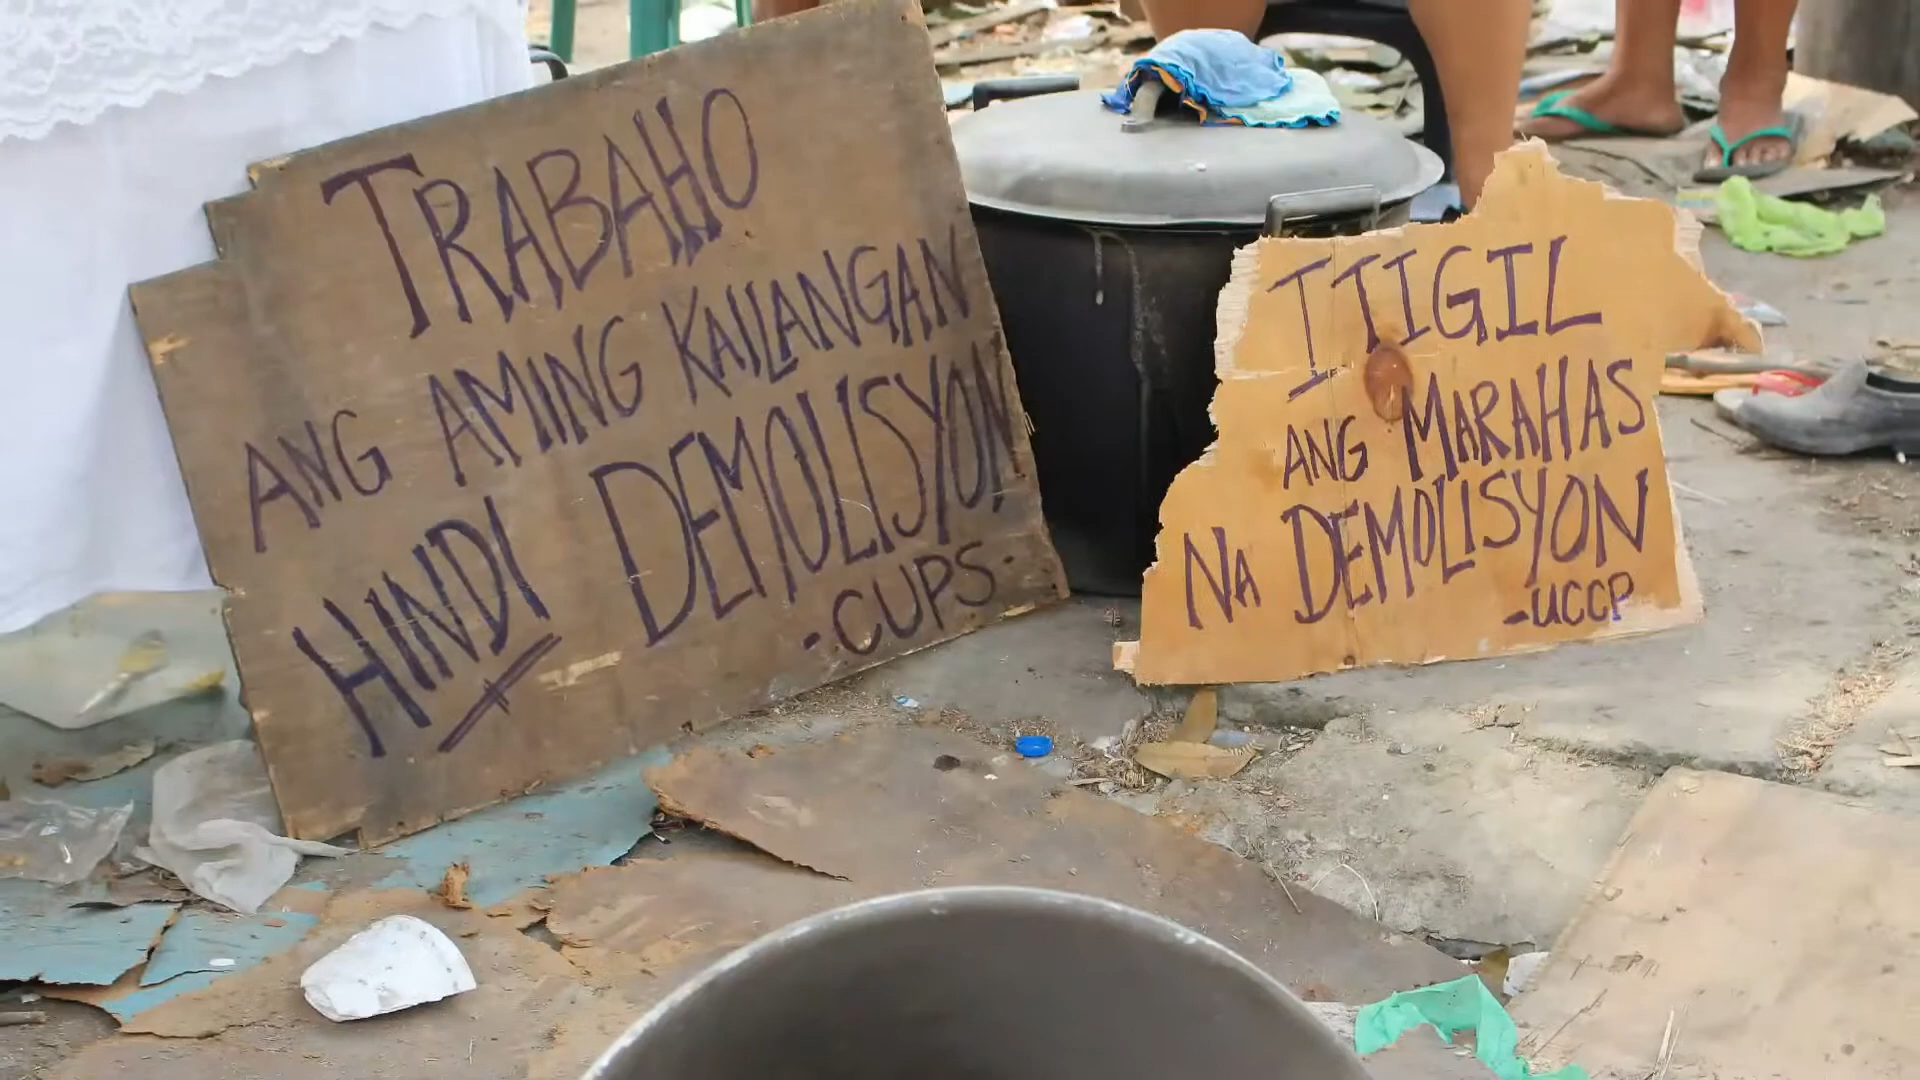 TRABAHO
ANG AMING KAILANGAN
HINDI DEMOLISYON
-CUPS-
ITIGIL
ANG MARAHAS
NA DEMOLISYON
-UCCP